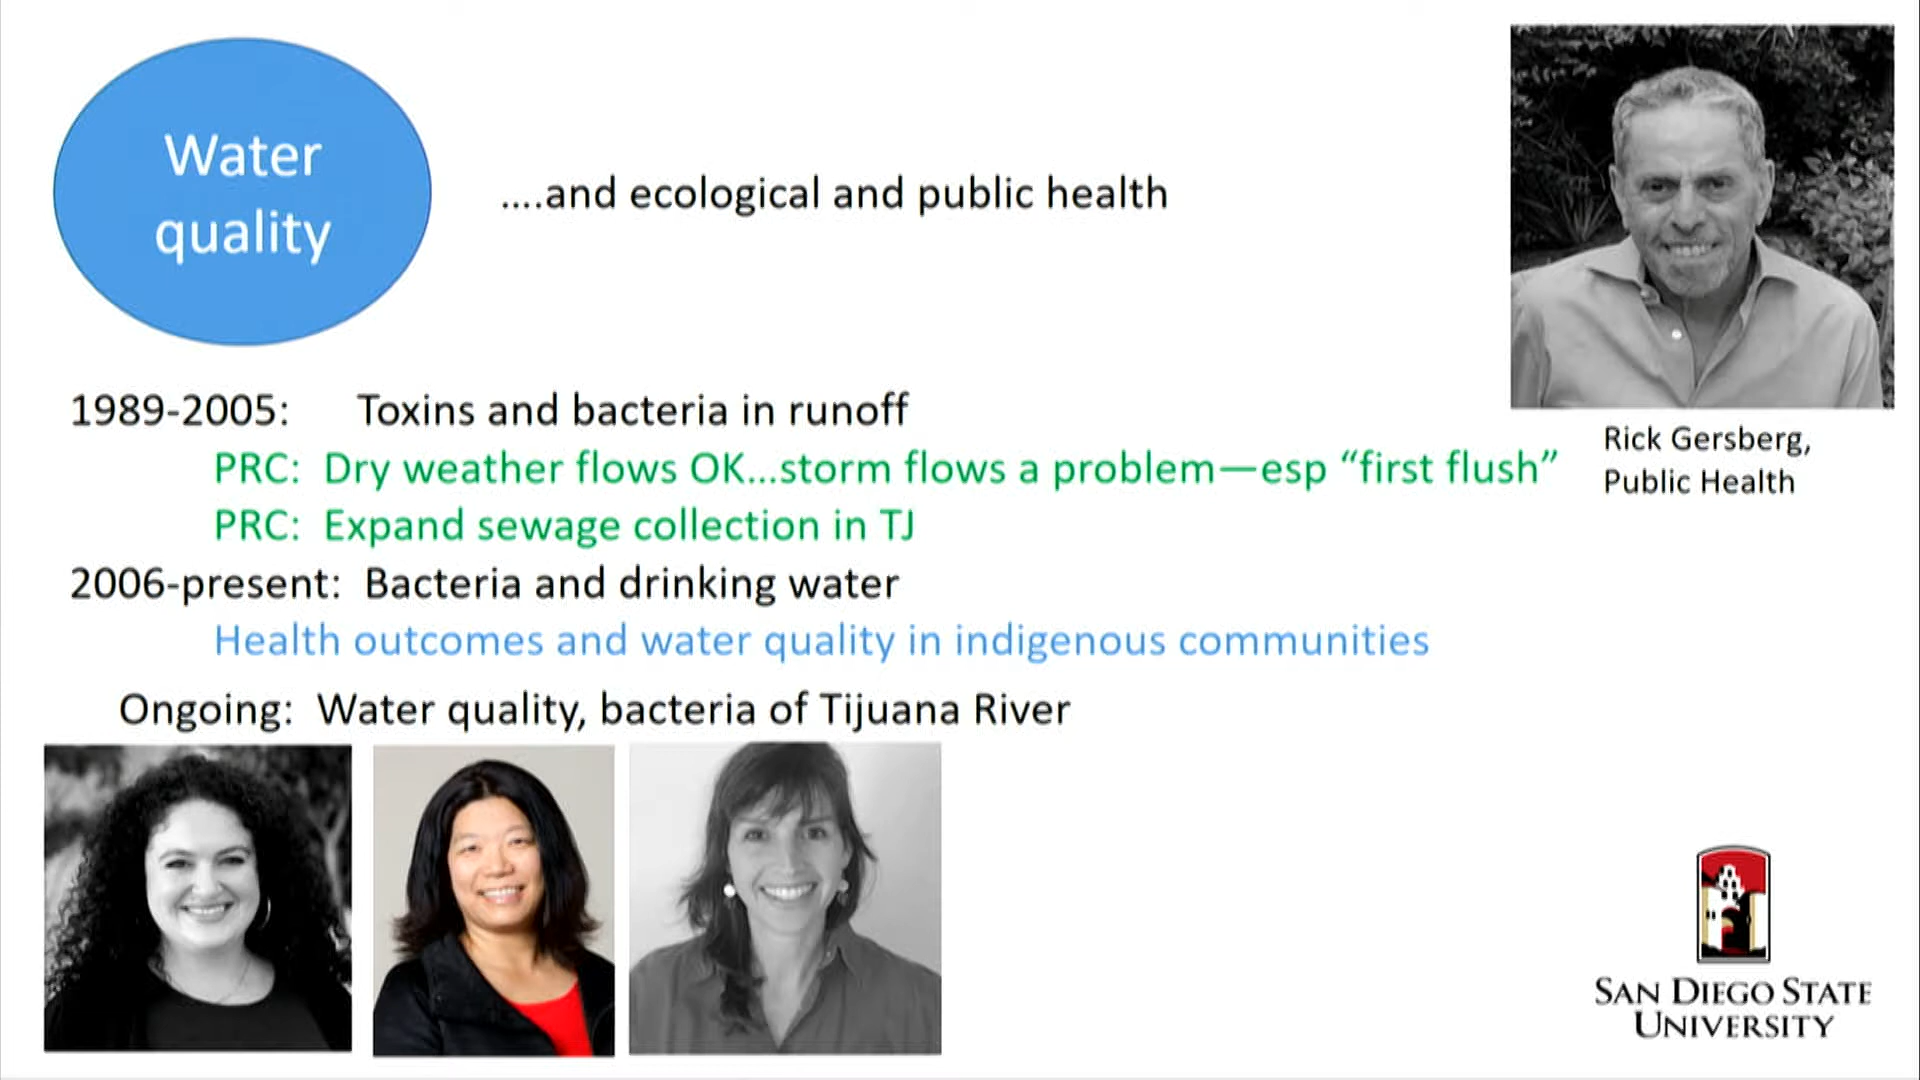 Water
quality
....and ecological and public health
1989-2005: Toxins and bacteria in runoff
PRC: Dry weather flows OK...storm flows a problem—esp “first flush”
PRC: Expand sewage collection in TJ
2006-present: Bacteria and drinking water
Health outcomes and water quality in indigenous communities
Ongoing: Water quality, bacteria of Tijuana River
Rick Gersberg,
Public Health
SAN DIEGO STATE
UNIVERSITY